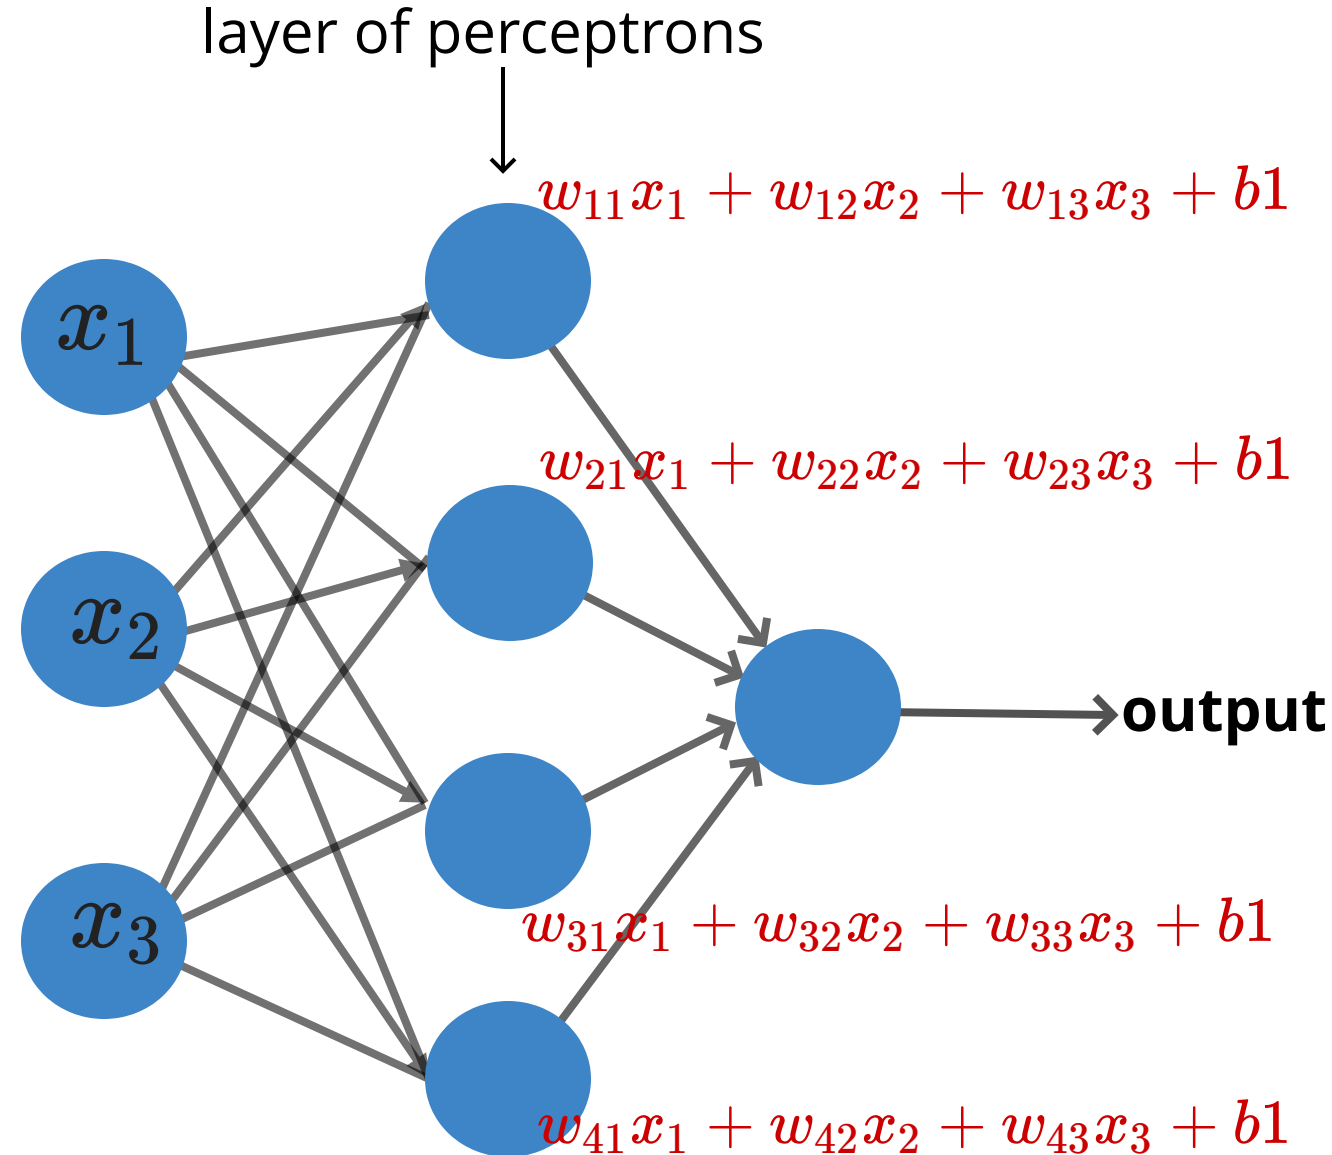 layer of perceptrons
w₁₁x₁ + w₁₂x₂ + w₁₃x₃ + b1
x₁
w₂₁x₁ + w₂₂x₂ + w₂₃x₃ + b1
x₂
output
x₃
w₃₁x₁ + w₃₂x₂ + w₃₃x₃ + b1
w₄₁x₁ + w₄₂x₂ + w₄₃x₃ + b1